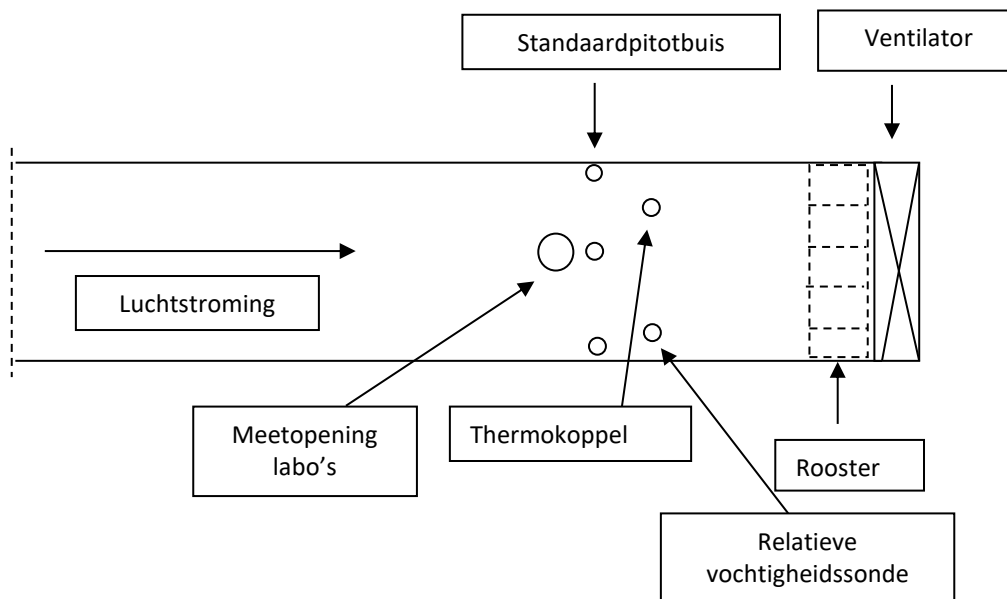 Standaardpitotbuis
Ventilator
Luchtstroming
Meetopening
labo's
Thermokoppel
Rooster
Relatieve
vochtigheidssonde